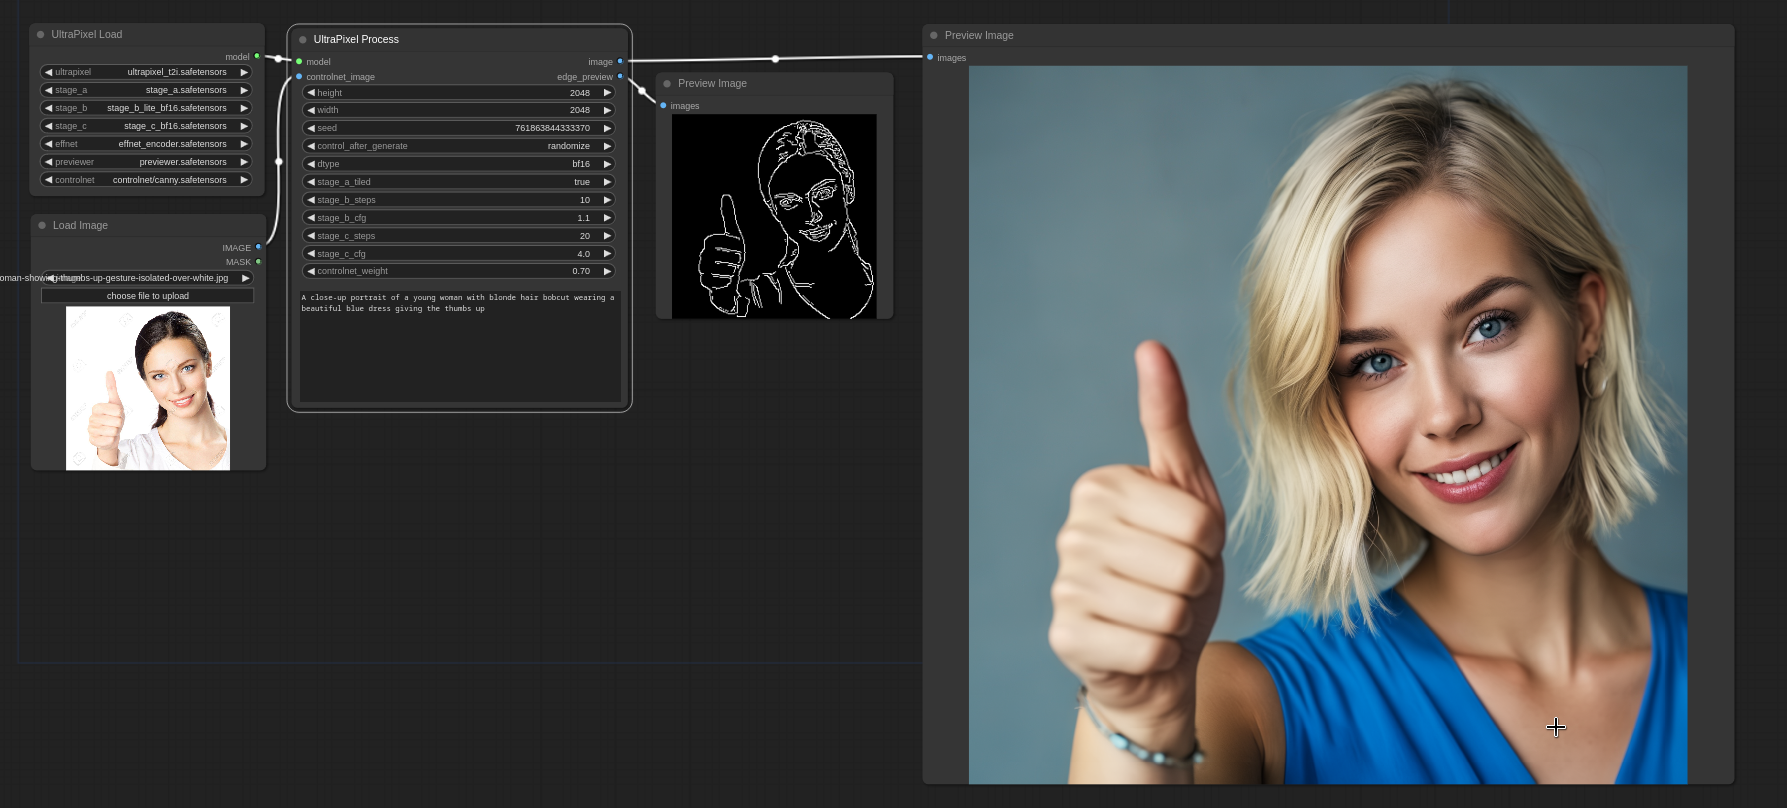 UltraPixel Load
model
ultrapixel ultrapixel_t2i.safetensors
stage_a stage_a.safetensors
stage_b stage_b_lite_bf16.safetensors
stage_c stage_c_bf16.safetensors
effnet effnet_encoder.safetensors
previewer previewer.safetensors
controlnet controlnet/canny.safetensors
Load Image
IMAGE
MASK
oman-showing-thumbs-up-gesture-isolated-over-white.jpg
choose file to upload
UltraPixel Process
model image
controlnet_image edge_preview
height 2048
width 2048
seed 761863844333370
control_after_generate randomize
dtype bf16
stage_a_tiled true
stage_b_steps 10
stage_b_cfg 1.1
stage_c_steps 20
stage_c_cfg 4.0
controlnet_weight 0.70
A close-up portrait of a young woman with blonde hair bobcut wearing a
beautiful blue dress giving the thumbs up
Preview Image
images
Preview Image
images